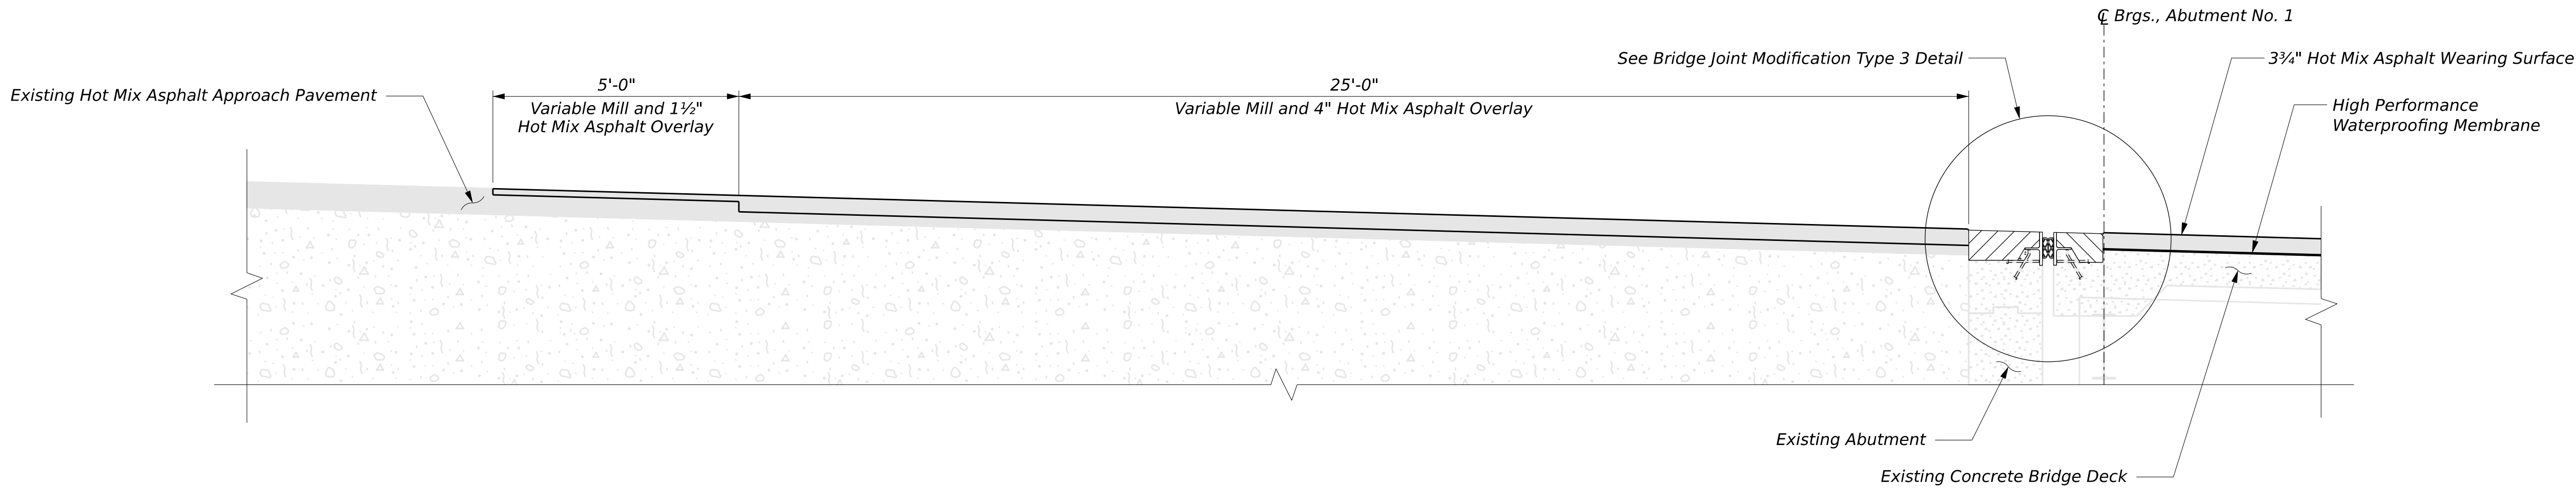 ℄ Brgs., Abutment No. 1
See Bridge Joint Modification Type 3 Detail
3¾" Hot Mix Asphalt Wearing Surface
5'-0"
25'-0"
Existing Hot Mix Asphalt Approach Pavement
Variable Mill and 1½"
Hot Mix Asphalt Overlay
Variable Mill and 4" Hot Mix Asphalt Overlay
High Performance
Waterproofing Membrane
Existing Abutment
Existing Concrete Bridge Deck